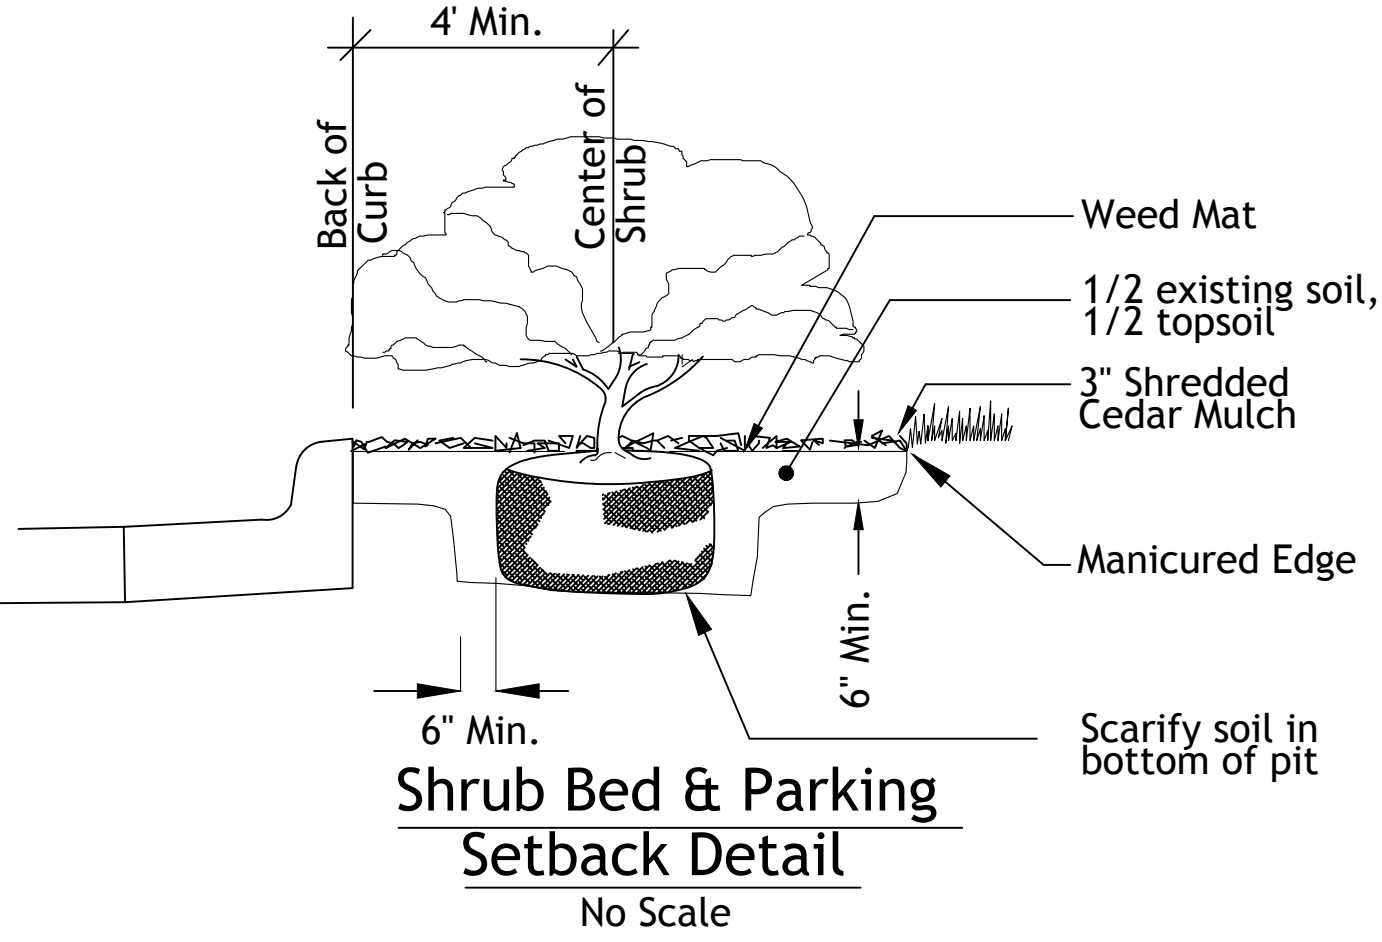 4' Min.
Back of
Curb
Center of
Shrub
Weed Mat
1/2 existing soil,
1/2 topsoil
3" Shredded
Cedar Mulch
Manicured Edge
6" Min.
6" Min.
Scarify soil in
bottom of pit
Shrub Bed & Parking
Setback Detail
No Scale